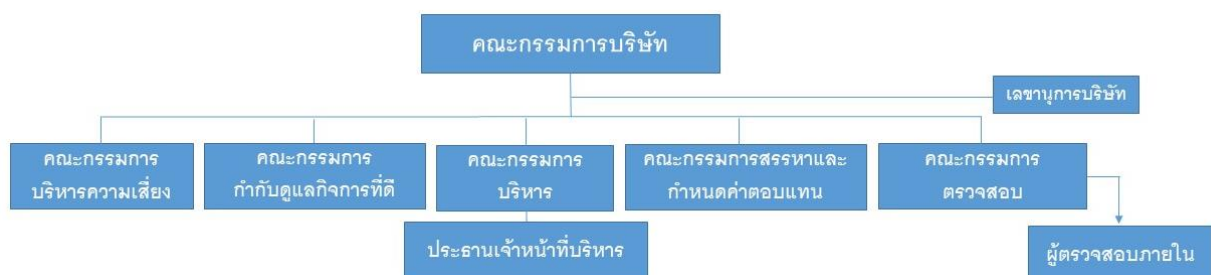 คณะกรรมการบริษัท
เลขานุการบริษัท
คณะกรรมการ
บริหารความเสี่ยง
คณะกรรมการ
กำกับดูแลกิจการที่ดี
คณะกรรมการ
บริหาร
คณะกรรมการสรรหาและ
กำหนดค่าตอบแทน
คณะกรรมการ
ตรวจสอบ
ประธานเจ้าหน้าที่บริหาร
ผู้ตรวจสอบภายใน